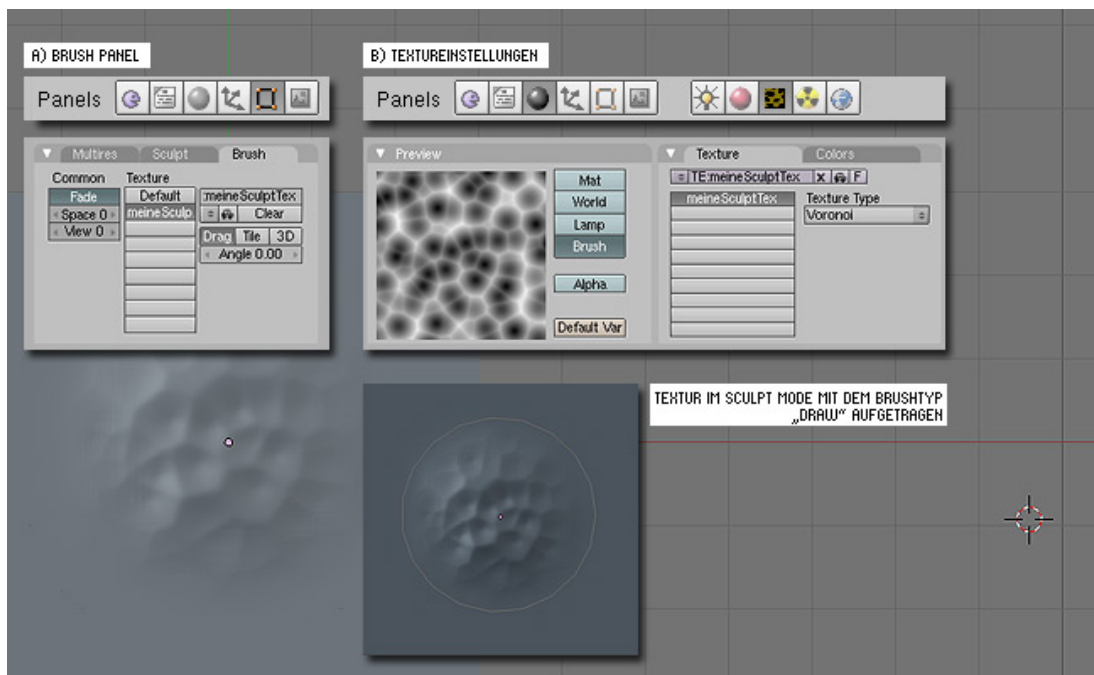 A) BRUSH PANEL
Panels
Multires Sculpt Brush
Common Texture
Fade Default :meineSculptTex
Space 0 meineSculp Clear
View 0 Drag Tile 3D
Angle 0.00
B) TEXTUREINSTELLUNGEN
Panels
Preview
Mat
World
Lamp
Brush
Alpha
Default Var
Texture Colors
TE:meineSculptTex X F
meineSculptTex Texture Type
Voronoi
TEXTUR IM SCULPT MODE MIT DEM BRUSHTYP
„DRAW“ AUFGETRAGEN